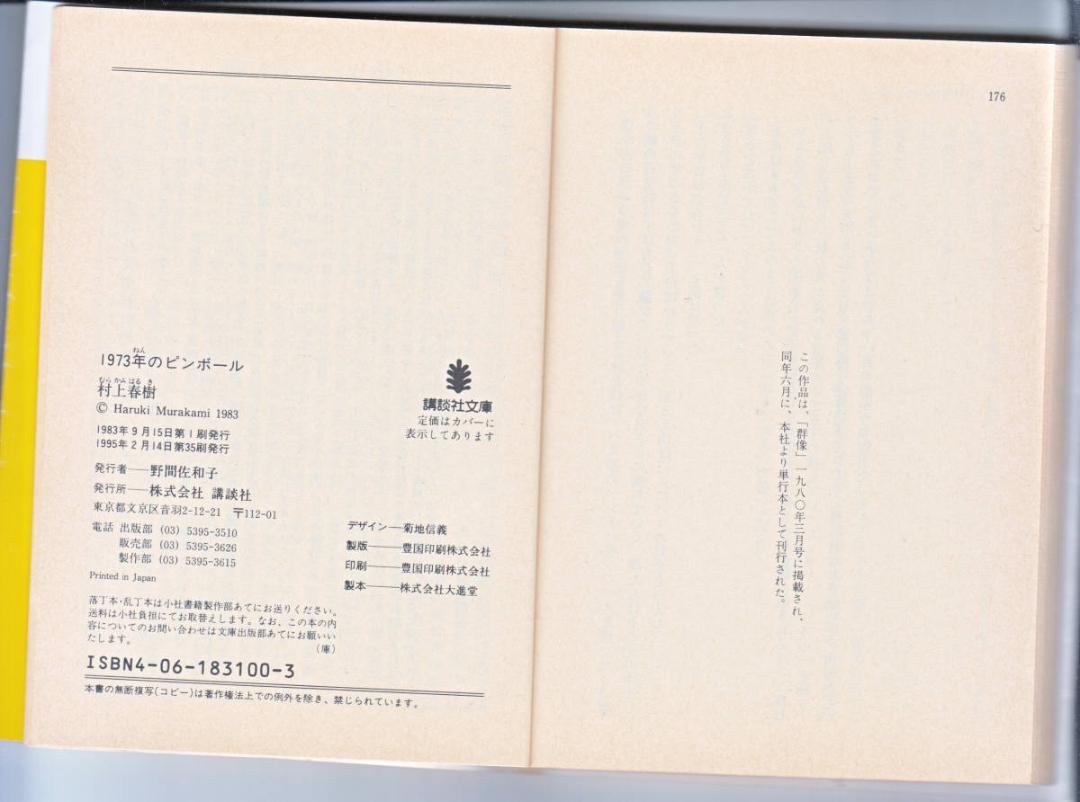 176
この作品は、「群像」一九八〇年三月号に掲載され、
同年六月に、本社より単行本として刊行された。
ねん
1973年のピンボール
むらかみはるき
村上春樹
© Haruki Murakami 1983
1983年9月15日第1刷発行
1995年2月14日第35刷発行
発行者——野間佐和子
発行所——株式会社 講談社
東京都文京区音羽2-12-21 〒112-01
電話 出版部 (03) 5395-3510
販売部 (03) 5395-3626
製作部 (03) 5395-3615
Printed in Japan
講談社文庫
定価はカバーに
表示してあります
デザイン——菊地信義
製版——豊国印刷株式会社
印刷——豊国印刷株式会社
製本——株式会社大進堂
落丁本・乱丁本は小社書籍製作部あてにお送りください。
送料は小社負担にてお取替えします。なお、この本の内
容についてのお問い合わせは文庫出版部あてにお願いい
たします。
(庫)
ISBN4-06-183100-3
本書の無断複写(コピー)は著作権法上での例外を除き、禁じられています。